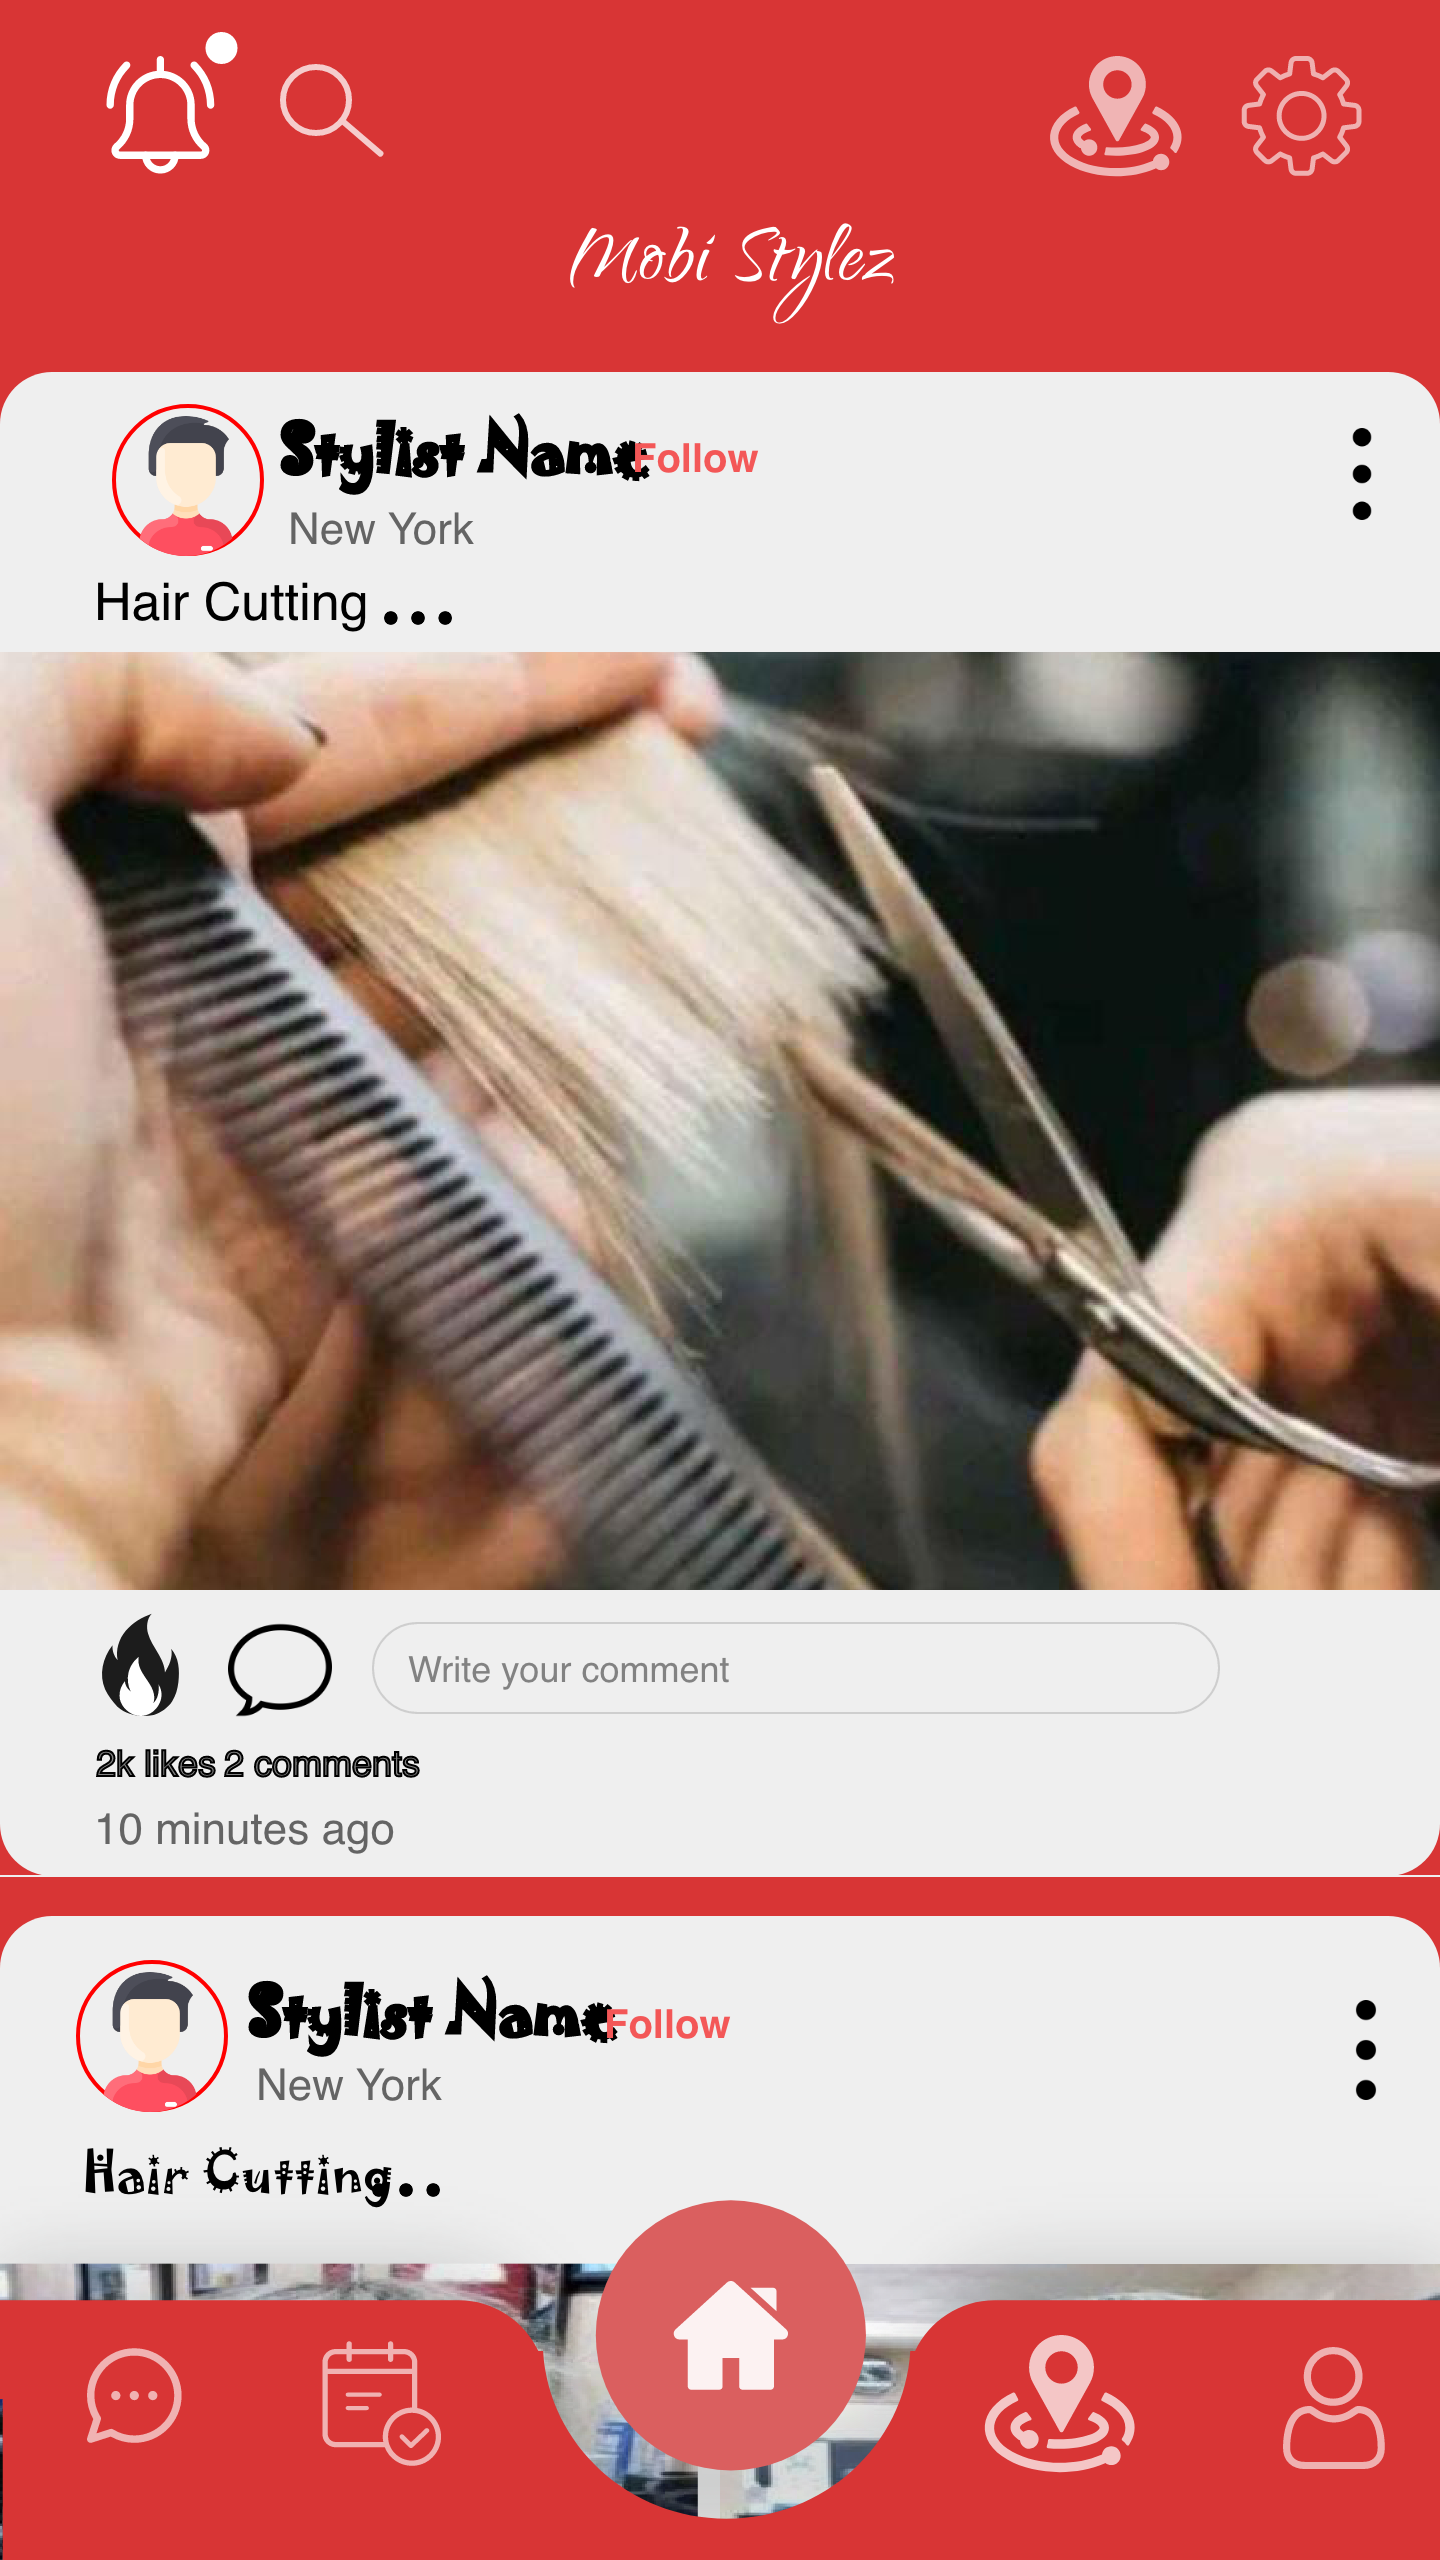 Mobi Stylez
Stylist Name Follow
New York
Hair Cutting ...
Write your comment
2k likes 2 comments
10 minutes ago
Stylist Name Follow
New York
Hair Cutting..